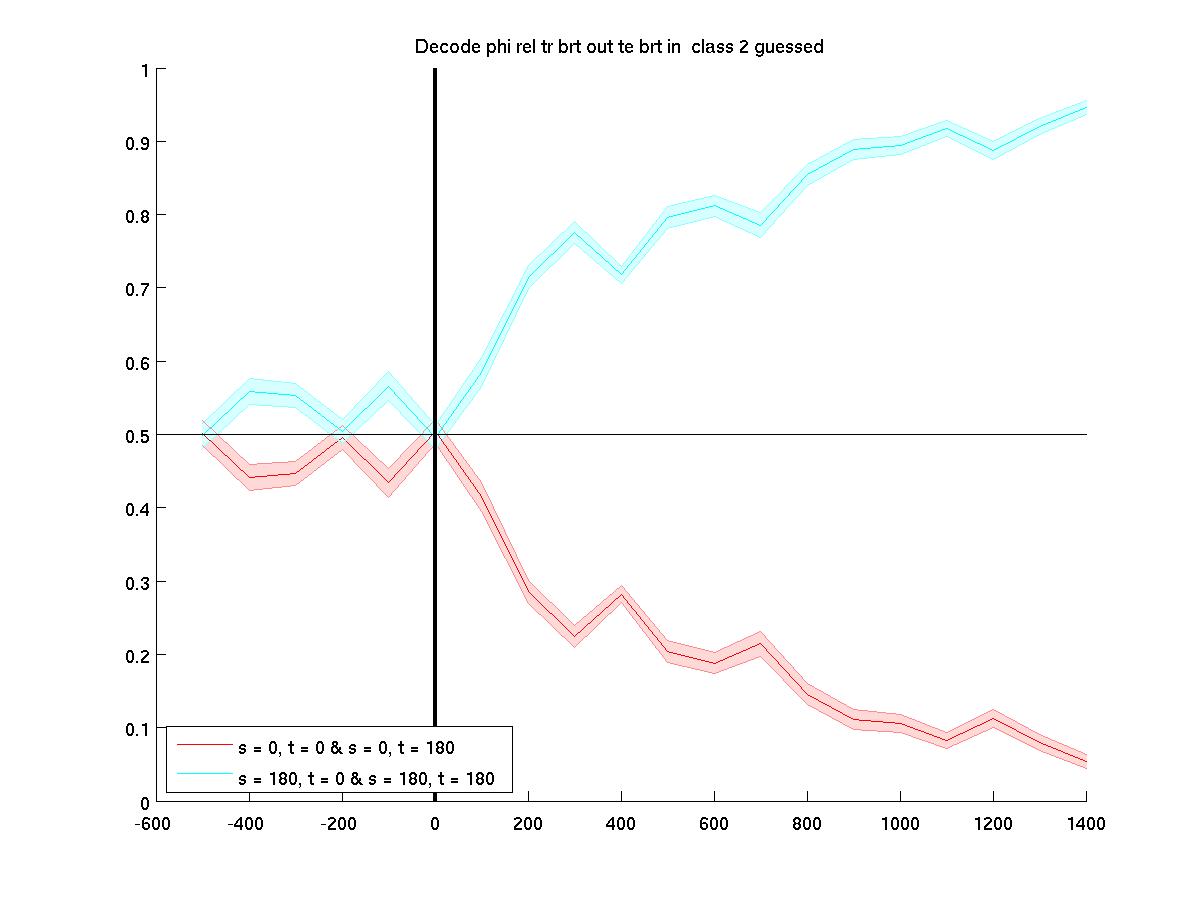 Decode phi rel tr brt out te brt in  class 2 guessed
1
0.9
0.8
0.7
0.6
0.5
0.4
0.3
0.2
0.1
0
s = 0, t = 0 & s = 0, t = 180
s = 180, t = 0 & s = 180, t = 180
-600 -400 -200 0 200 400 600 800 1000 1200 1400